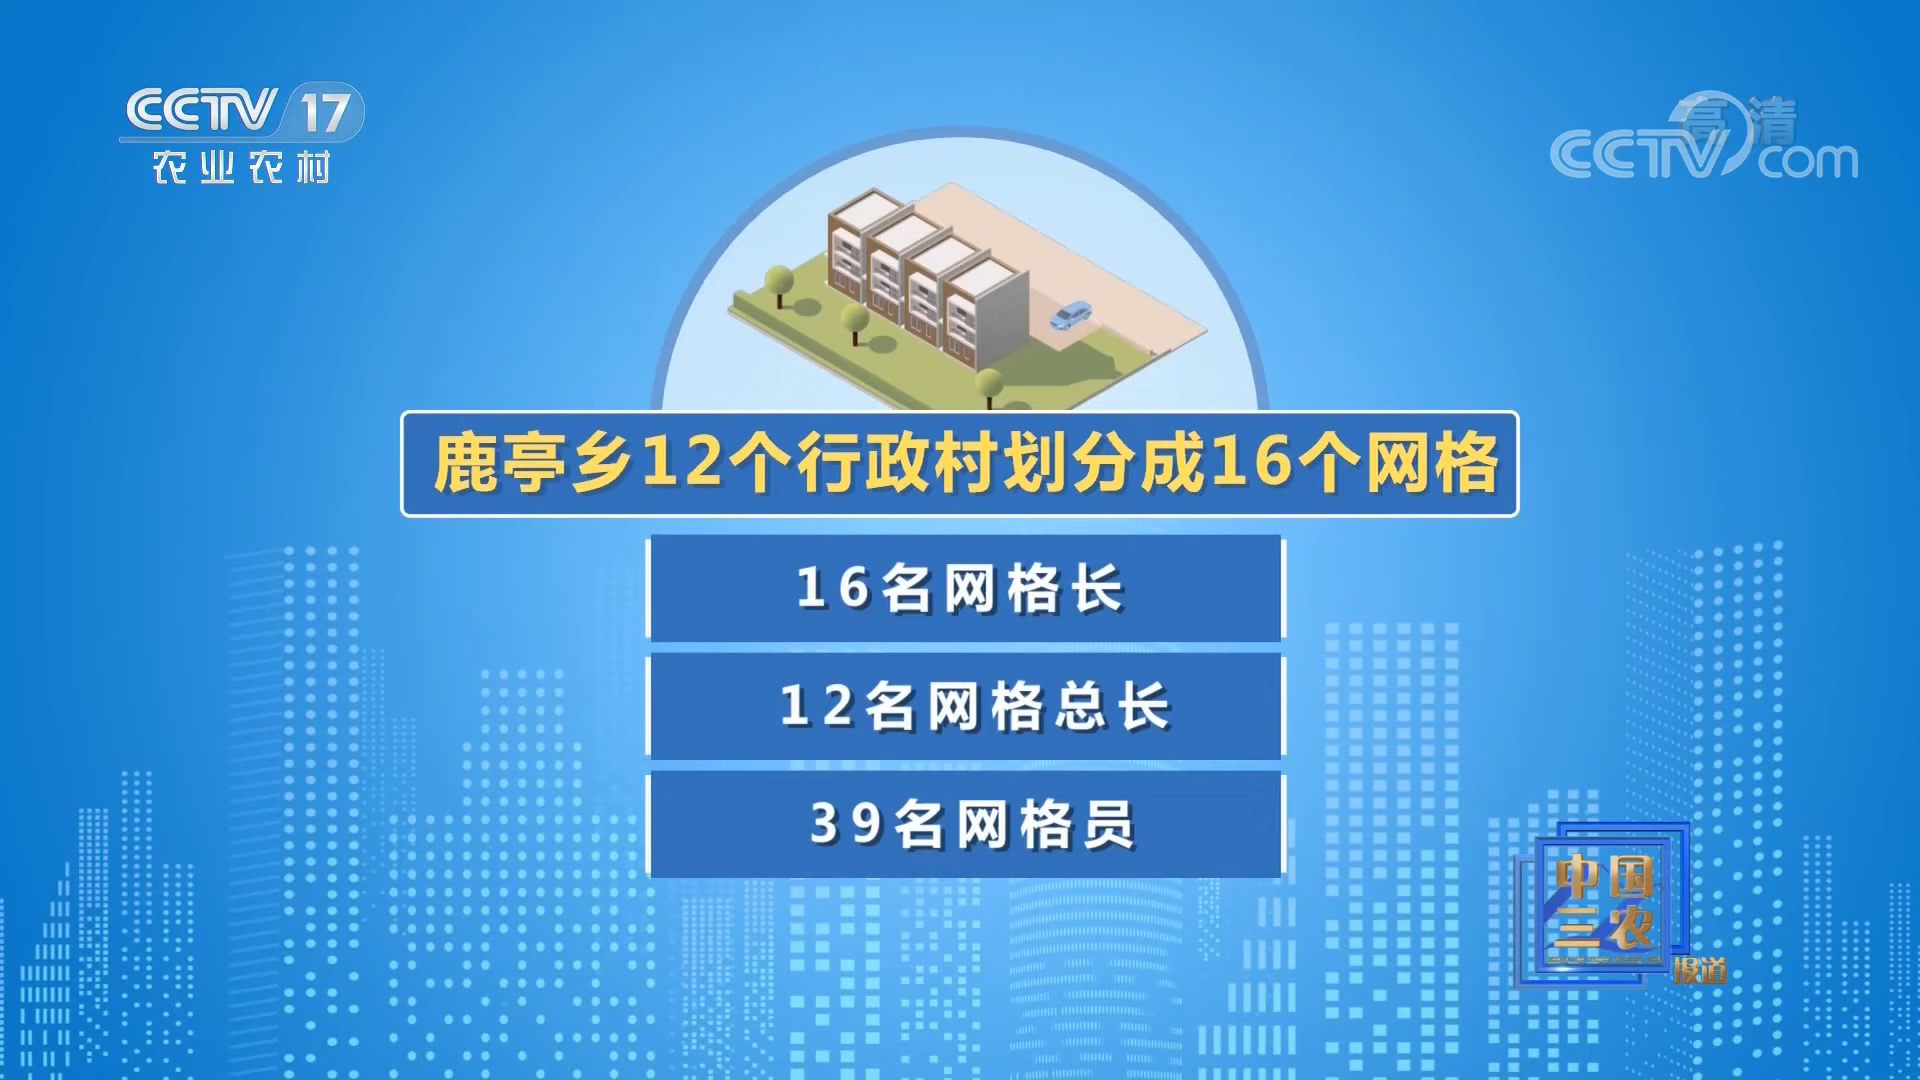 CCTV 17
农业农村
高清
CCTV.com
鹿亭乡12个行政村划分成16个网格
16名网格长
12名网格总长
39名网格员
中国
三农
报道